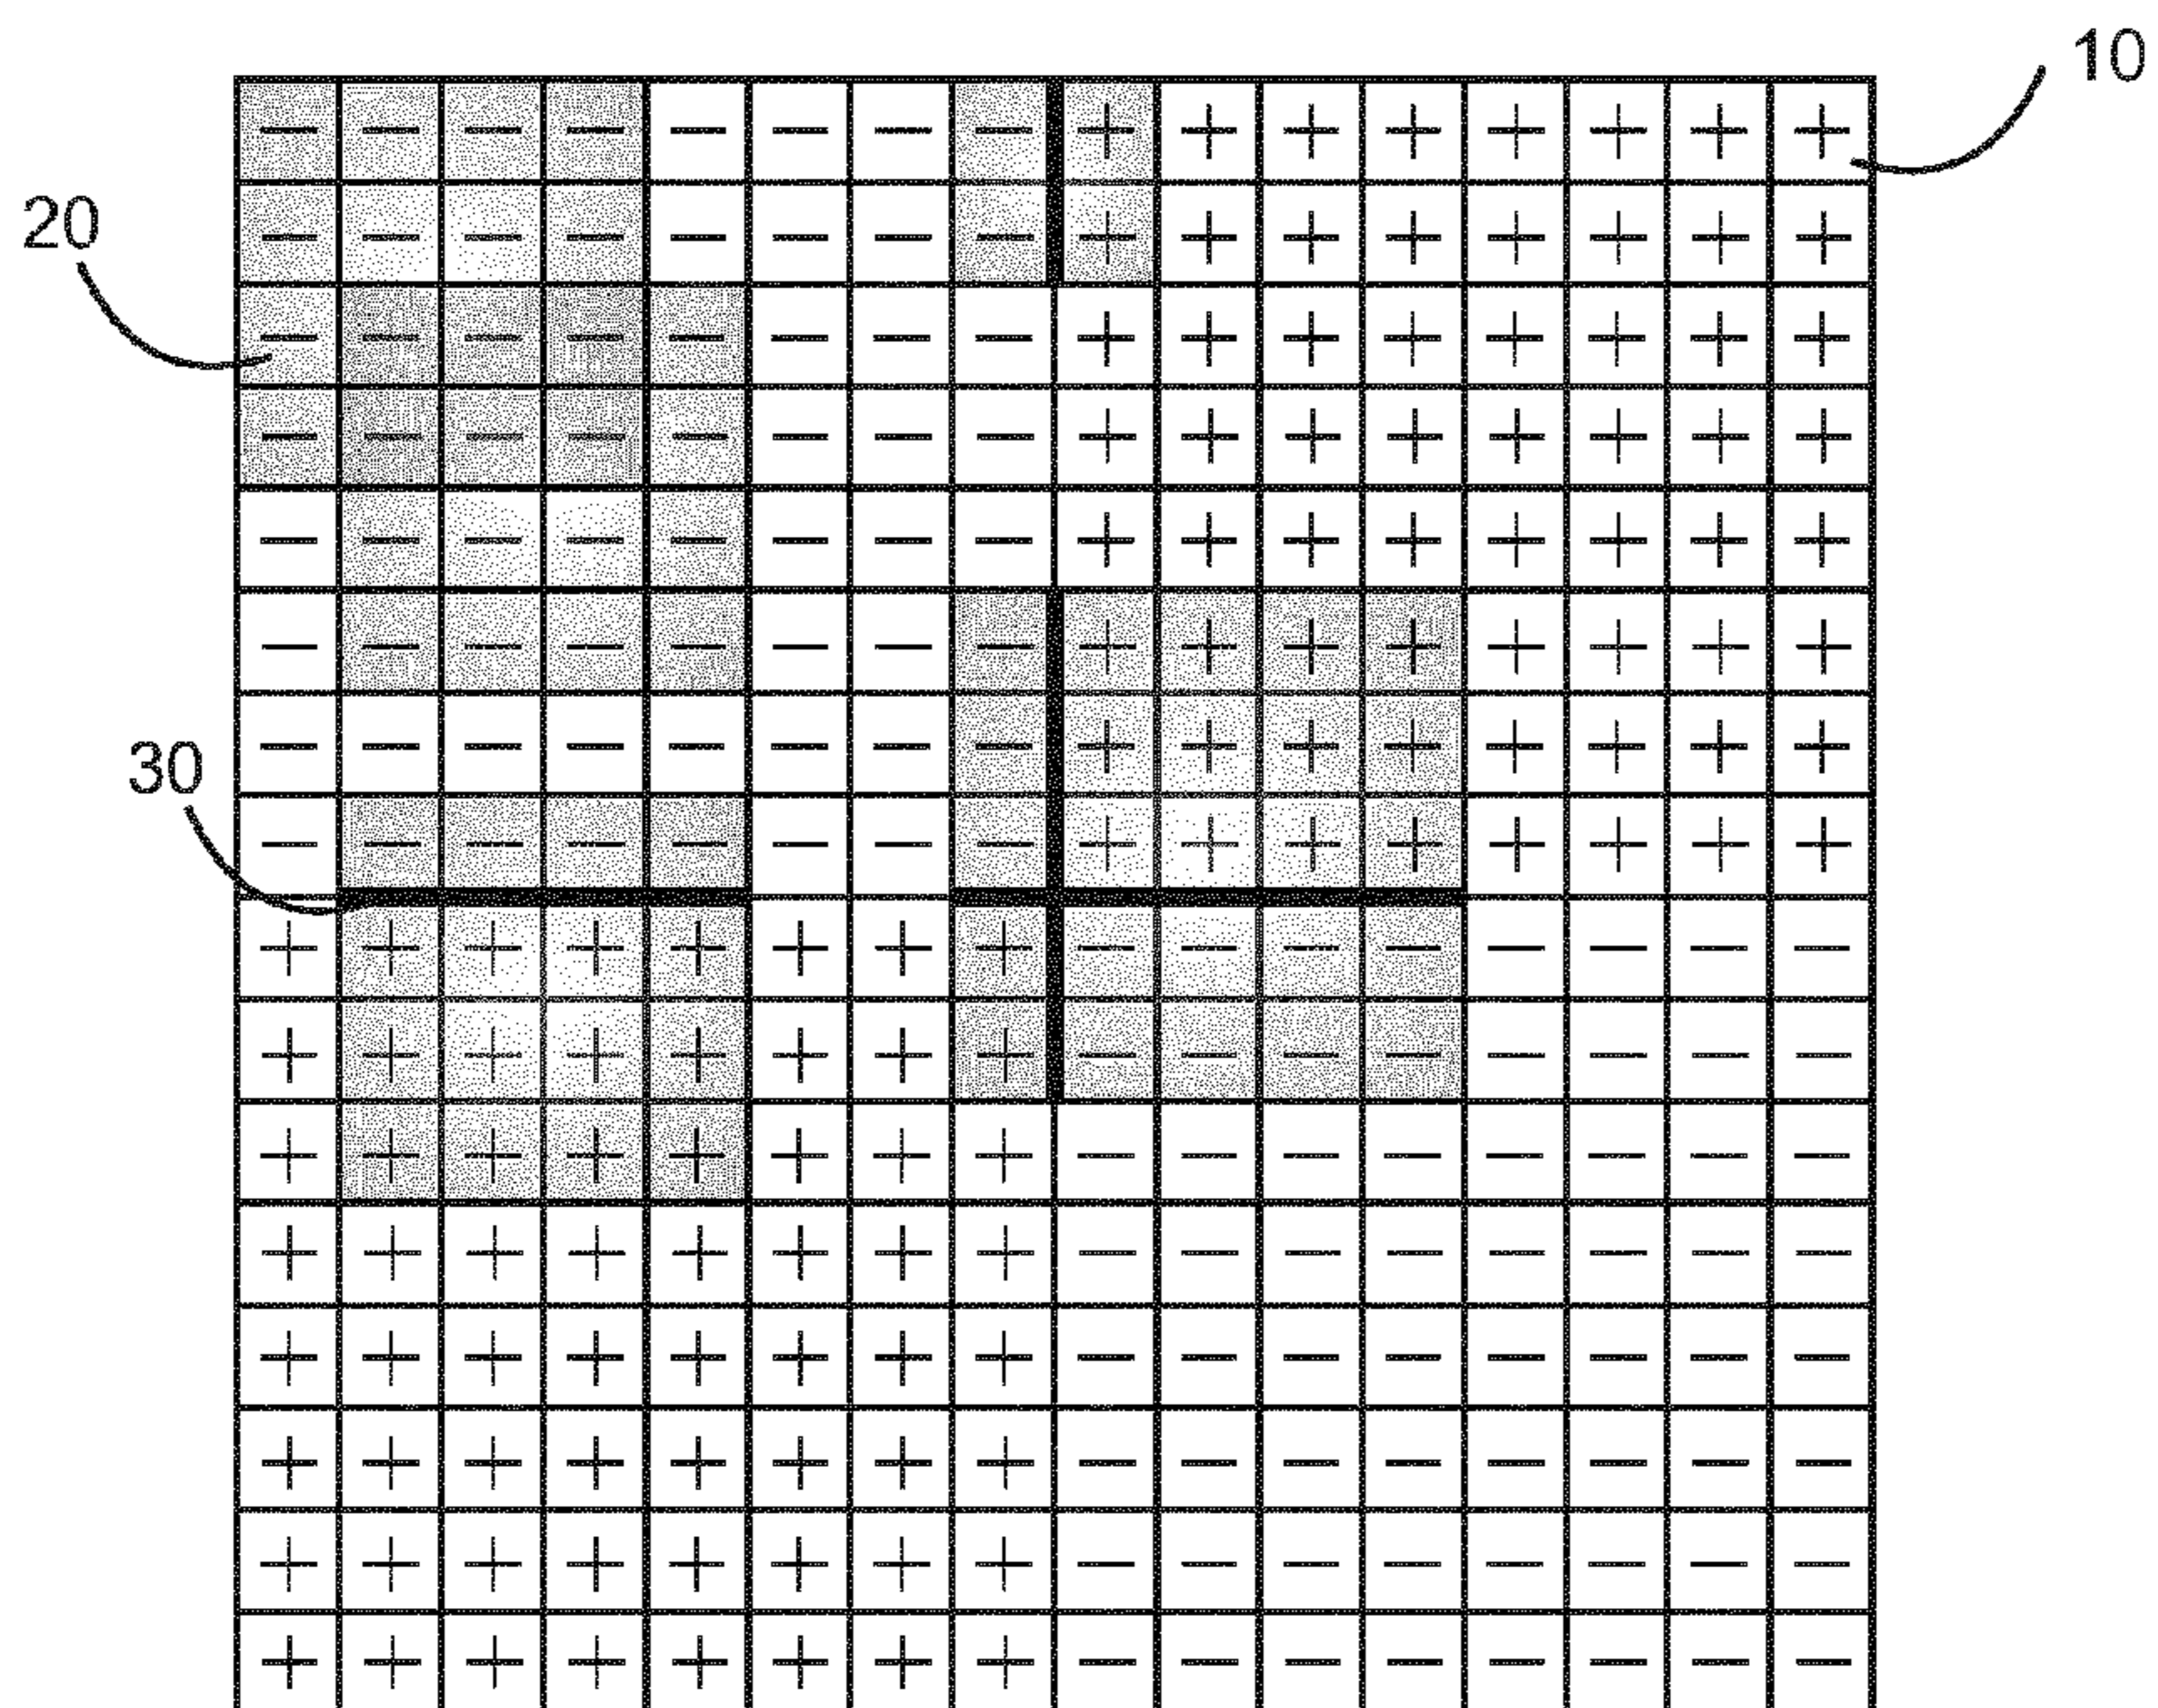 10
− − − − − − − − + + + + + + + +
20
− − − − − − − − + + + + + + + +
− − − − − − − − + + + + + + + +
− − − − − − − − + + + + + + + +
− − − − − − − − + + + + + + + +
− − − − − − − − + + + + + + + +
30
− − − − − − − − + + + + + + + +
− − − − − − − − + + + + + + + +
+ + + + + + + + − − − − − − − −
+ + + + + + + + − − − − − − − −
+ + + + + + + + − − − − − − − −
+ + + + + + + + − − − − − − − −
+ + + + + + + + − − − − − − − −
+ + + + + + + + − − − − − − − −
+ + + + + + + + − − − − − − − −
+ + + + + + + + − − − − − − − −